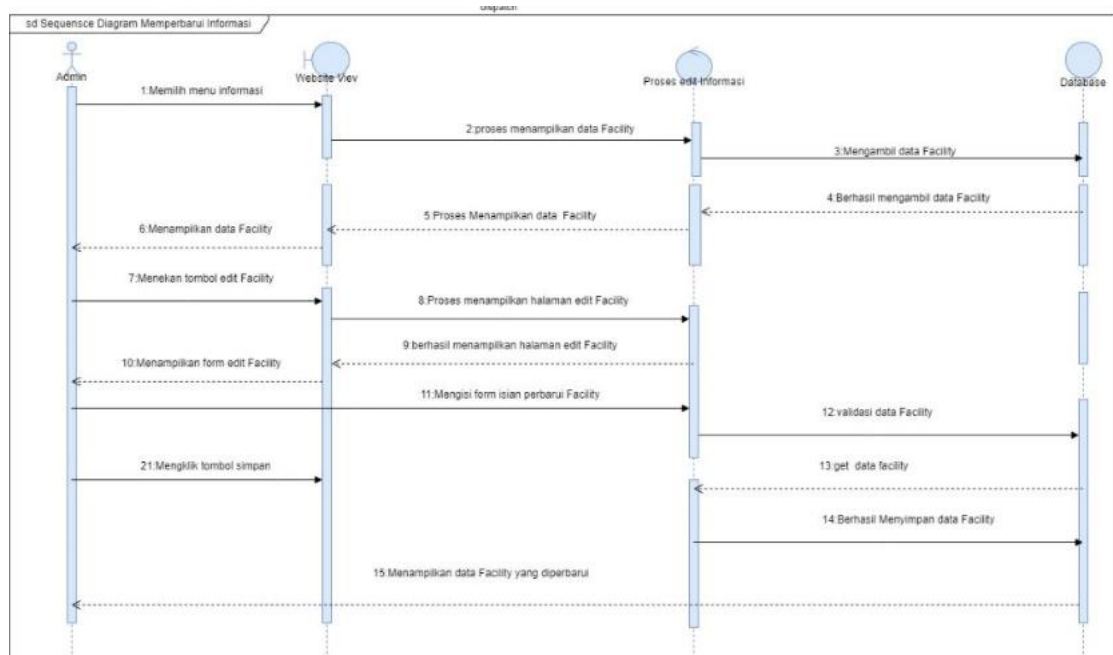 Dispatch
sd Sequensce Diagram Memperbarui Informasi
Admin
Website Viev
Proses edit Informasi
Database
1:Memilih menu informasi
2:proses menampilkan data Facility
3:Mengambil data Facility
4:Berhasil mengambil data Facility
5:Proses Menampilkan data Facility
6:Menampilkan data Facility
7:Menekan tombol edit Facility
8:Proses menampilkan halaman edit Facility
9:berhasil menampilkan halaman edit Facility
10:Menampilkan form edit Facility
11:Mengisi form isian perbarui Facility
12:validasi data Facility
21:Mengklik tombol simpan
13:get data facility
14:Berhasil Menyimpan data Facility
15:Menampilkan data Facility yang diperbarui